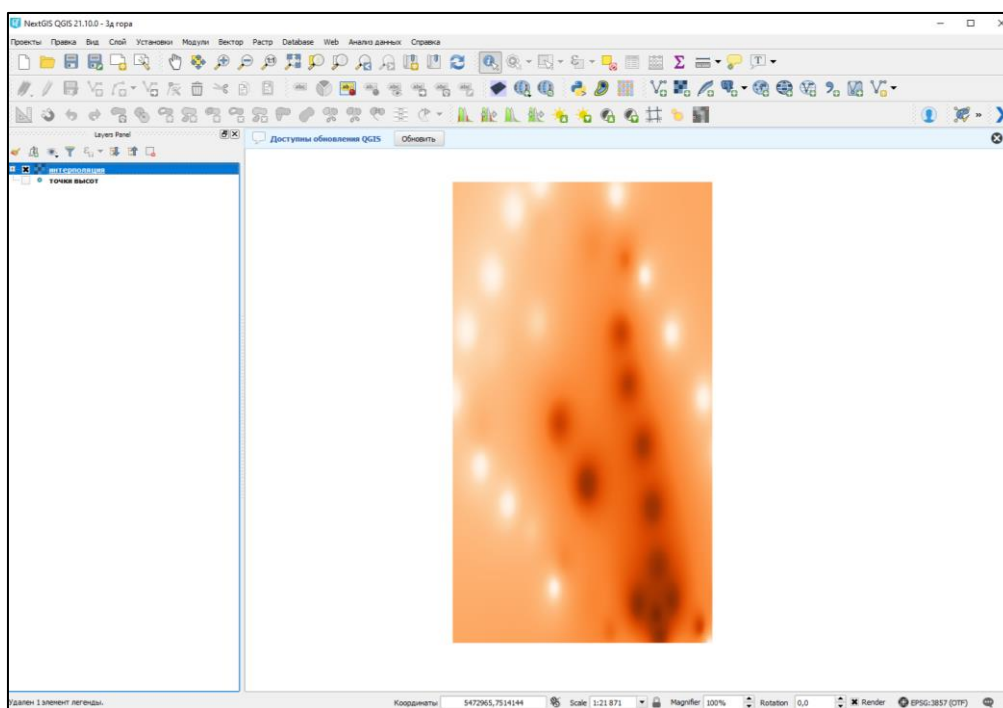 NextGIS QGIS 21.10.0 - 3д гора
Проекты Правка Вид Слой Установки Модули Вектор Растр Database Web Анализ данных Справка
Layers Panel
Доступны обновления QGIS Обновить
интерполяция
точки высот
Удален 1 элемент легенды.
Координаты 5472965,7514144 Scale 1:21 871 Magnifier 100% Rotation 0,0 Render EPSG:3857 (OTF)